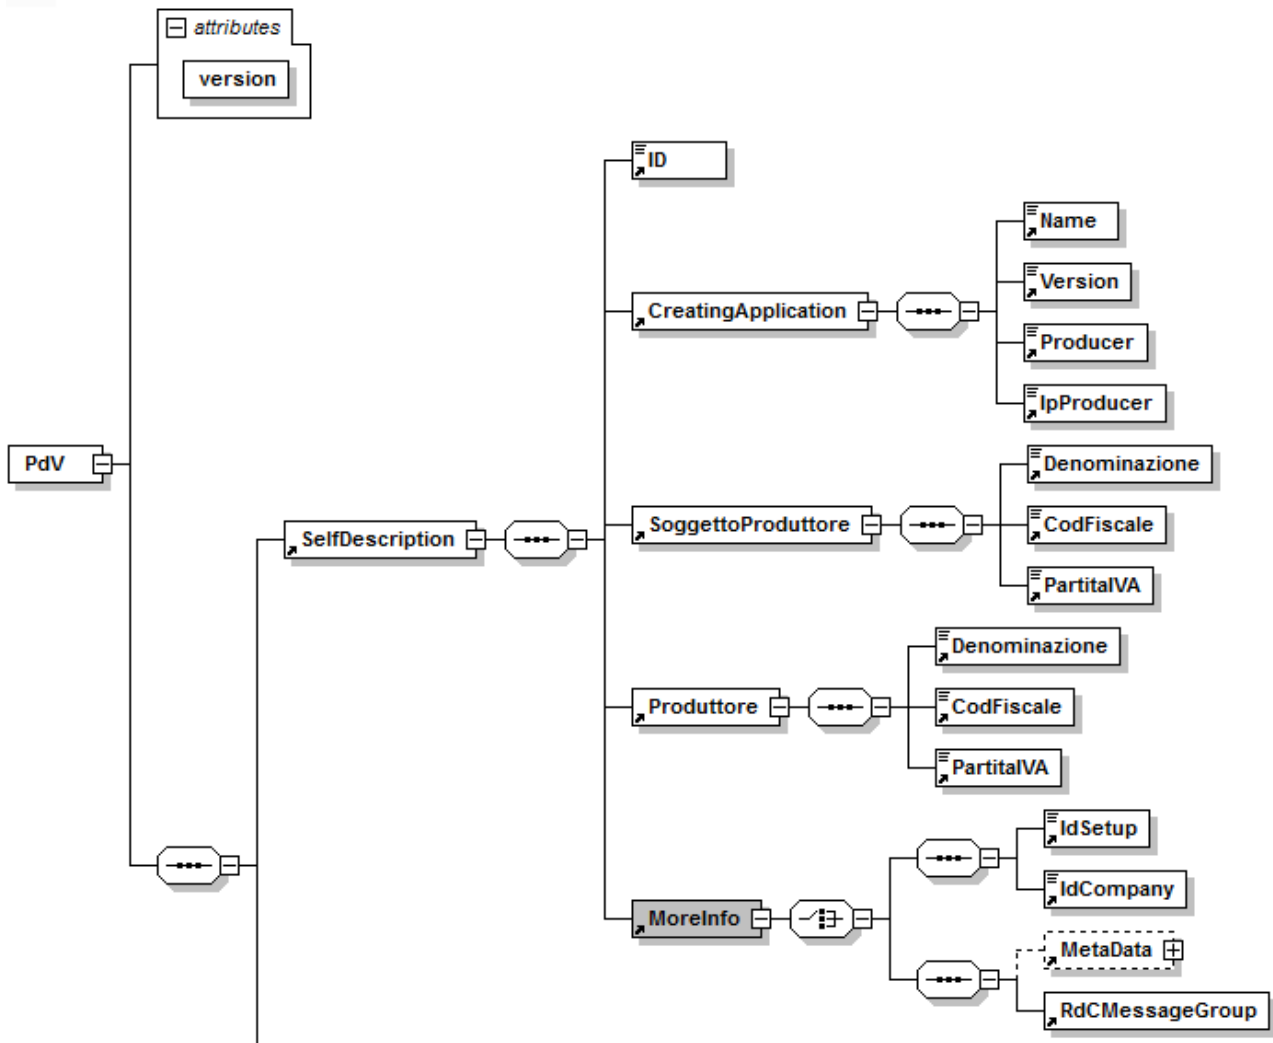 attributes
version
ID
Name
Version
CreatingApplication
Producer
IpProducer
PdV
Denominazione
SelfDescription
SoggettoProduttore
CodFiscale
PartitaIVA
Denominazione
Produttore
CodFiscale
PartitaIVA
IdSetup
IdCompany
MoreInfo
MetaData
RdCMessageGroup